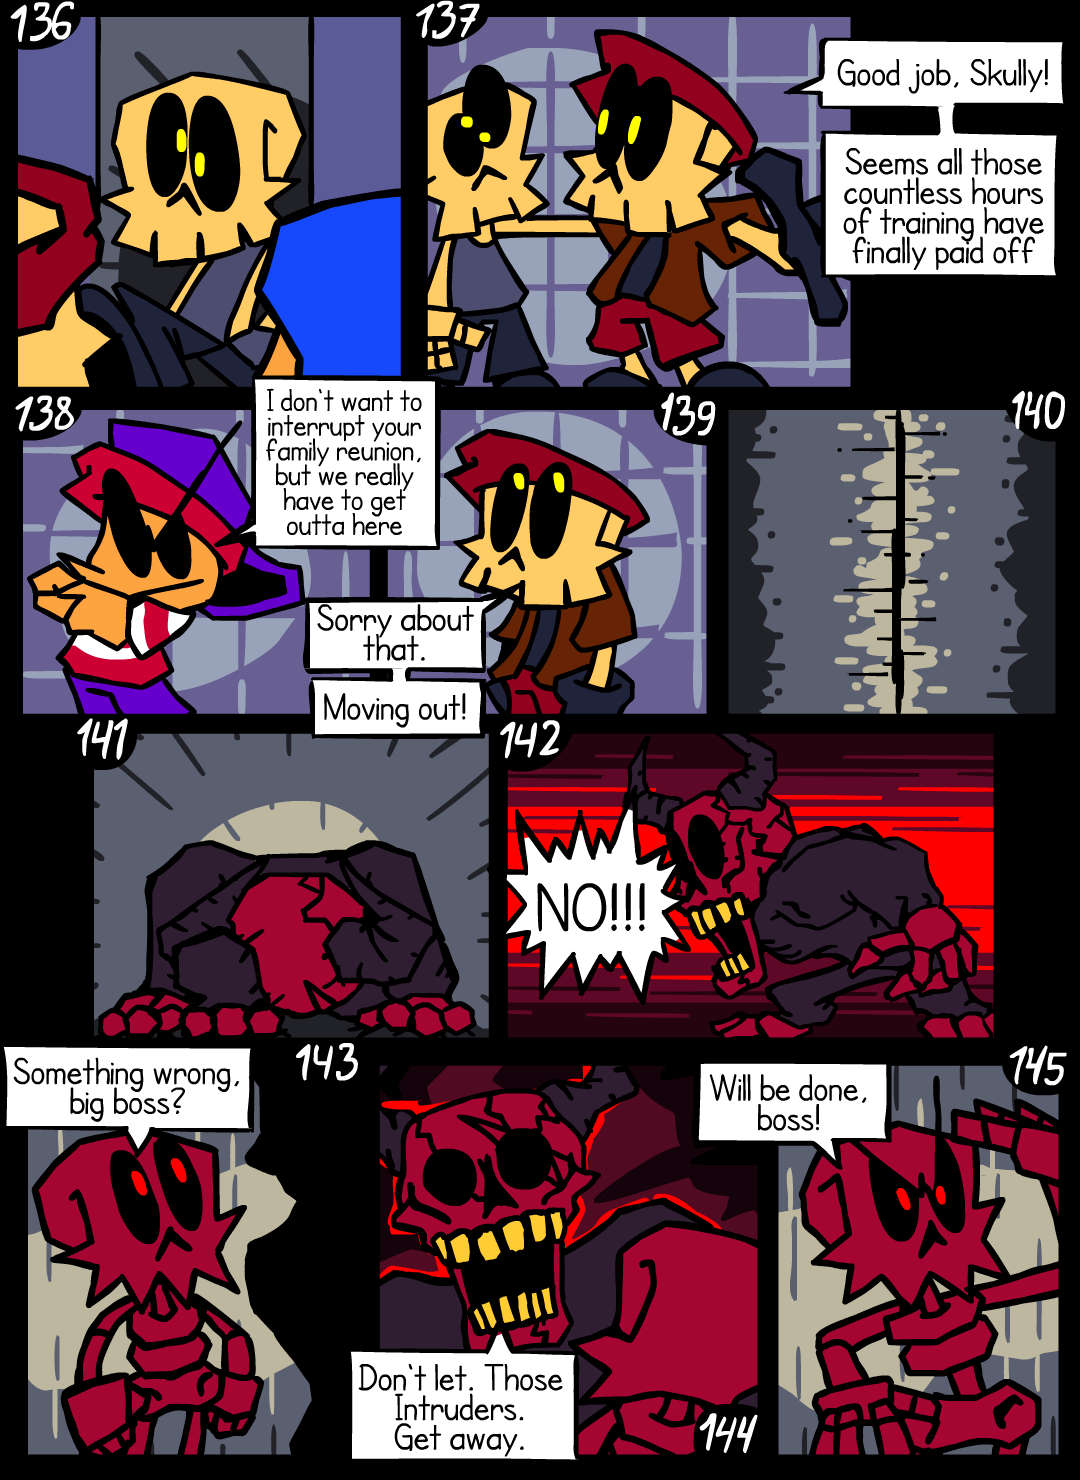 136
137
Good job, Skully!
Seems all those
countless hours
of training have
finally paid off
138
I don't want to
interrupt your
family reunion,
but we really
have to get
outta here
139
Sorry about
that.
Moving out!
140
141
142
NO!!!
143
Something wrong,
big boss?
Don't let. Those
Intruders.
Get away.
144
145
Will be done,
boss!